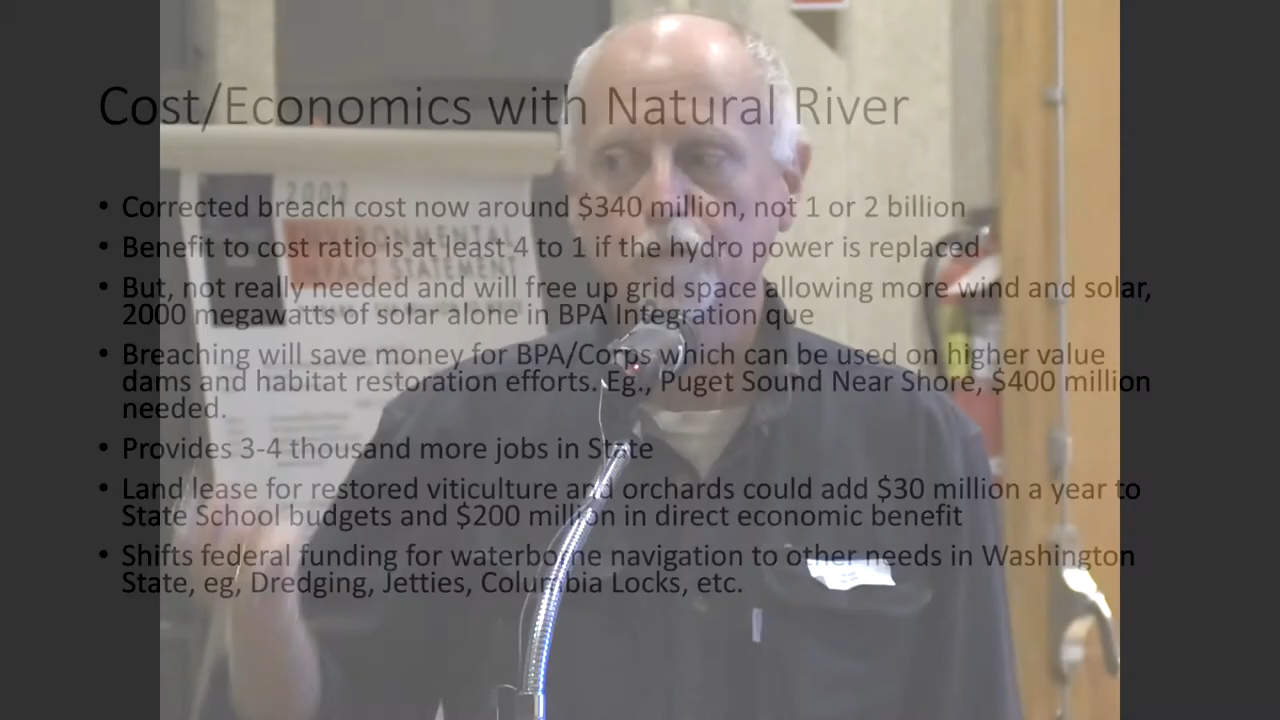 Cost/Economics with Natural River
• Corrected breach cost now around $340 million, not 1 or 2 billion
• Benefit to cost ratio is at least 4 to 1 if the hydro power is replaced
• But, not really needed and will free up grid space allowing more wind and solar,
2000 megawatts of solar alone in BPA Integration que
• Breaching will save money for BPA/Corps which can be used on higher value
dams and habitat restoration efforts. Eg., Puget Sound Near Shore, $400 million
needed.
• Provides 3-4 thousand more jobs in State
• Land lease for restored viticulture and orchards could add $30 million a year to
State School budgets and $200 million in direct economic benefit
• Shifts federal funding for waterborne navigation to other needs in Washington
State, eg, Dredging, Jetties, Columbia Locks, etc.
2002
ENVIRONMENTAL
IMPACT STATEMENT